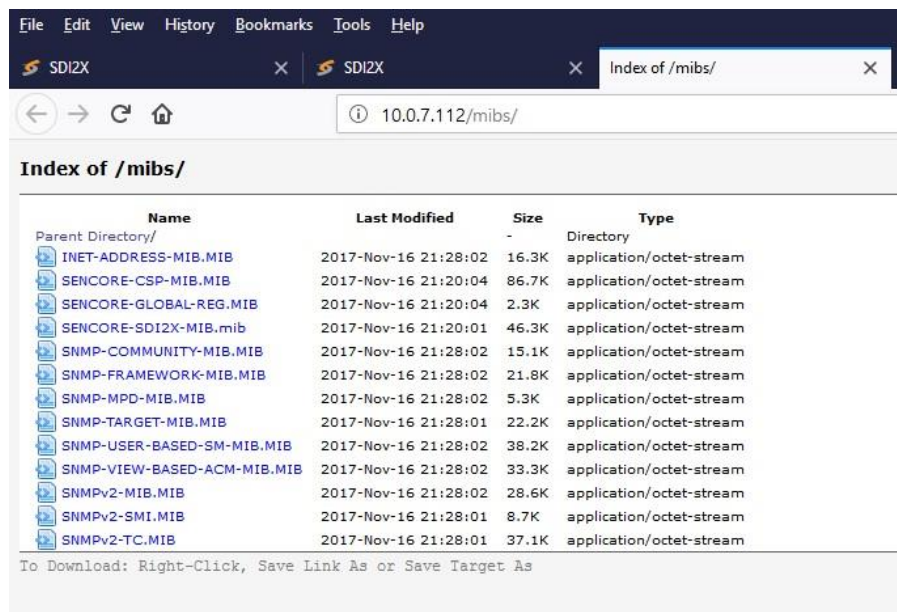 File Edit View History Bookmarks Tools Help
SDI2X SDI2X Index of /mibs/
10.0.7.112/mibs/
Index of /mibs/
Name Last Modified Size Type
Parent Directory/ - Directory
INET-ADDRESS-MIB.MIB 2017-Nov-16 21:28:02 16.3K application/octet-stream
SENCORE-CSP-MIB.MIB 2017-Nov-16 21:20:04 86.7K application/octet-stream
SENCORE-GLOBAL-REG.MIB 2017-Nov-16 21:20:04 2.3K application/octet-stream
SENCORE-SDI2X-MIB.mib 2017-Nov-16 21:20:01 46.3K application/octet-stream
SNMP-COMMUNITY-MIB.MIB 2017-Nov-16 21:28:02 15.1K application/octet-stream
SNMP-FRAMEWORK-MIB.MIB 2017-Nov-16 21:28:02 21.8K application/octet-stream
SNMP-MPD-MIB.MIB 2017-Nov-16 21:28:02 5.3K application/octet-stream
SNMP-TARGET-MIB.MIB 2017-Nov-16 21:28:01 22.2K application/octet-stream
SNMP-USER-BASED-SM-MIB.MIB 2017-Nov-16 21:28:02 38.2K application/octet-stream
SNMP-VIEW-BASED-ACM-MIB.MIB 2017-Nov-16 21:28:02 33.3K application/octet-stream
SNMPv2-MIB.MIB 2017-Nov-16 21:28:02 28.6K application/octet-stream
SNMPv2-SMI.MIB 2017-Nov-16 21:28:01 8.7K application/octet-stream
SNMPv2-TC.MIB 2017-Nov-16 21:28:01 37.1K application/octet-stream
To Download: Right-Click, Save Link As or Save Target As